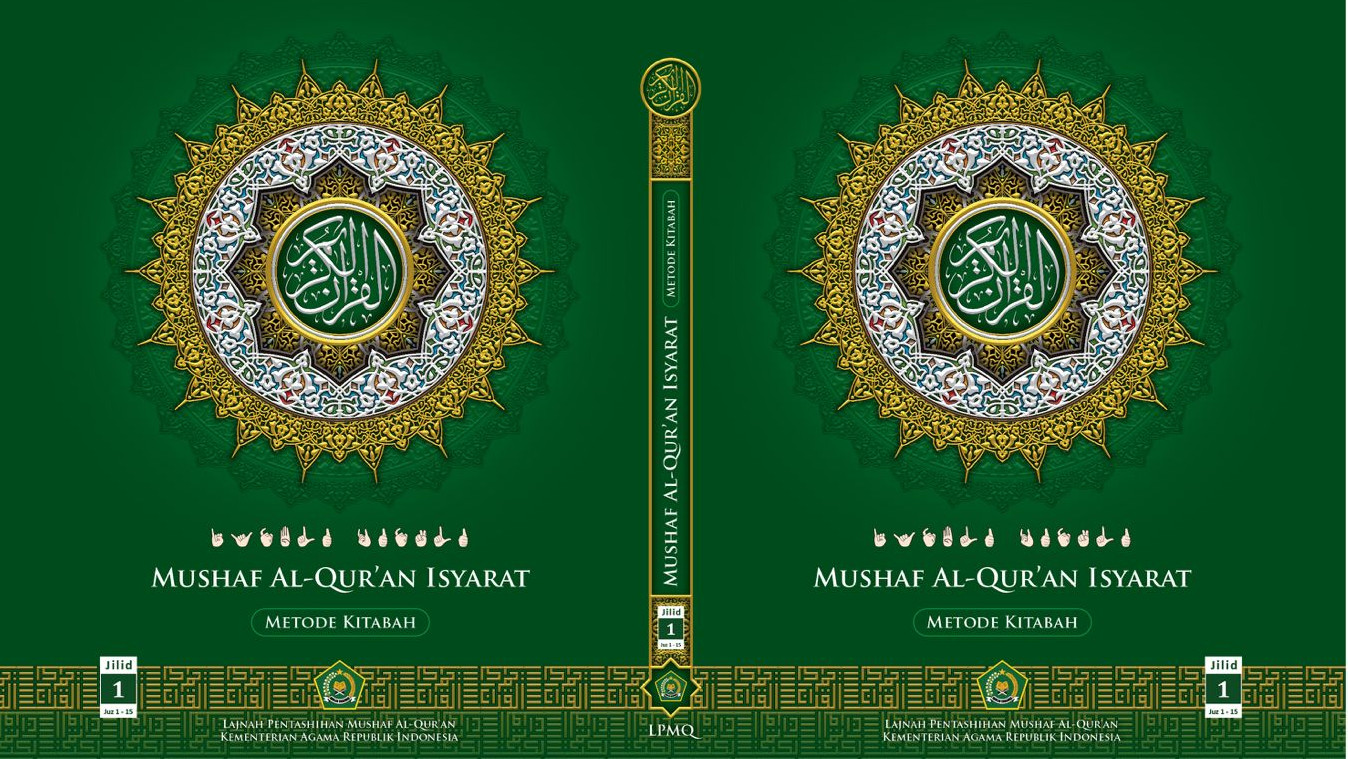 القرآن الكريم
Mushaf Al-Qur'an Isyarat
Metode Kitabah
Jilid
1
Juz 1 - 15
Lajnah Pentashihan Mushaf Al-Qur'an
Kementerian Agama Republik Indonesia
القرآن الكريم
Metode Kitabah
Mushaf Al-Qur'an Isyarat
Jilid
1
Juz 1 - 15
LPMQ
القرآن الكريم
Mushaf Al-Qur'an Isyarat
Metode Kitabah
Jilid
1
Juz 1 - 15
Lajnah Pentashihan Mushaf Al-Qur'an
Kementerian Agama Republik Indonesia